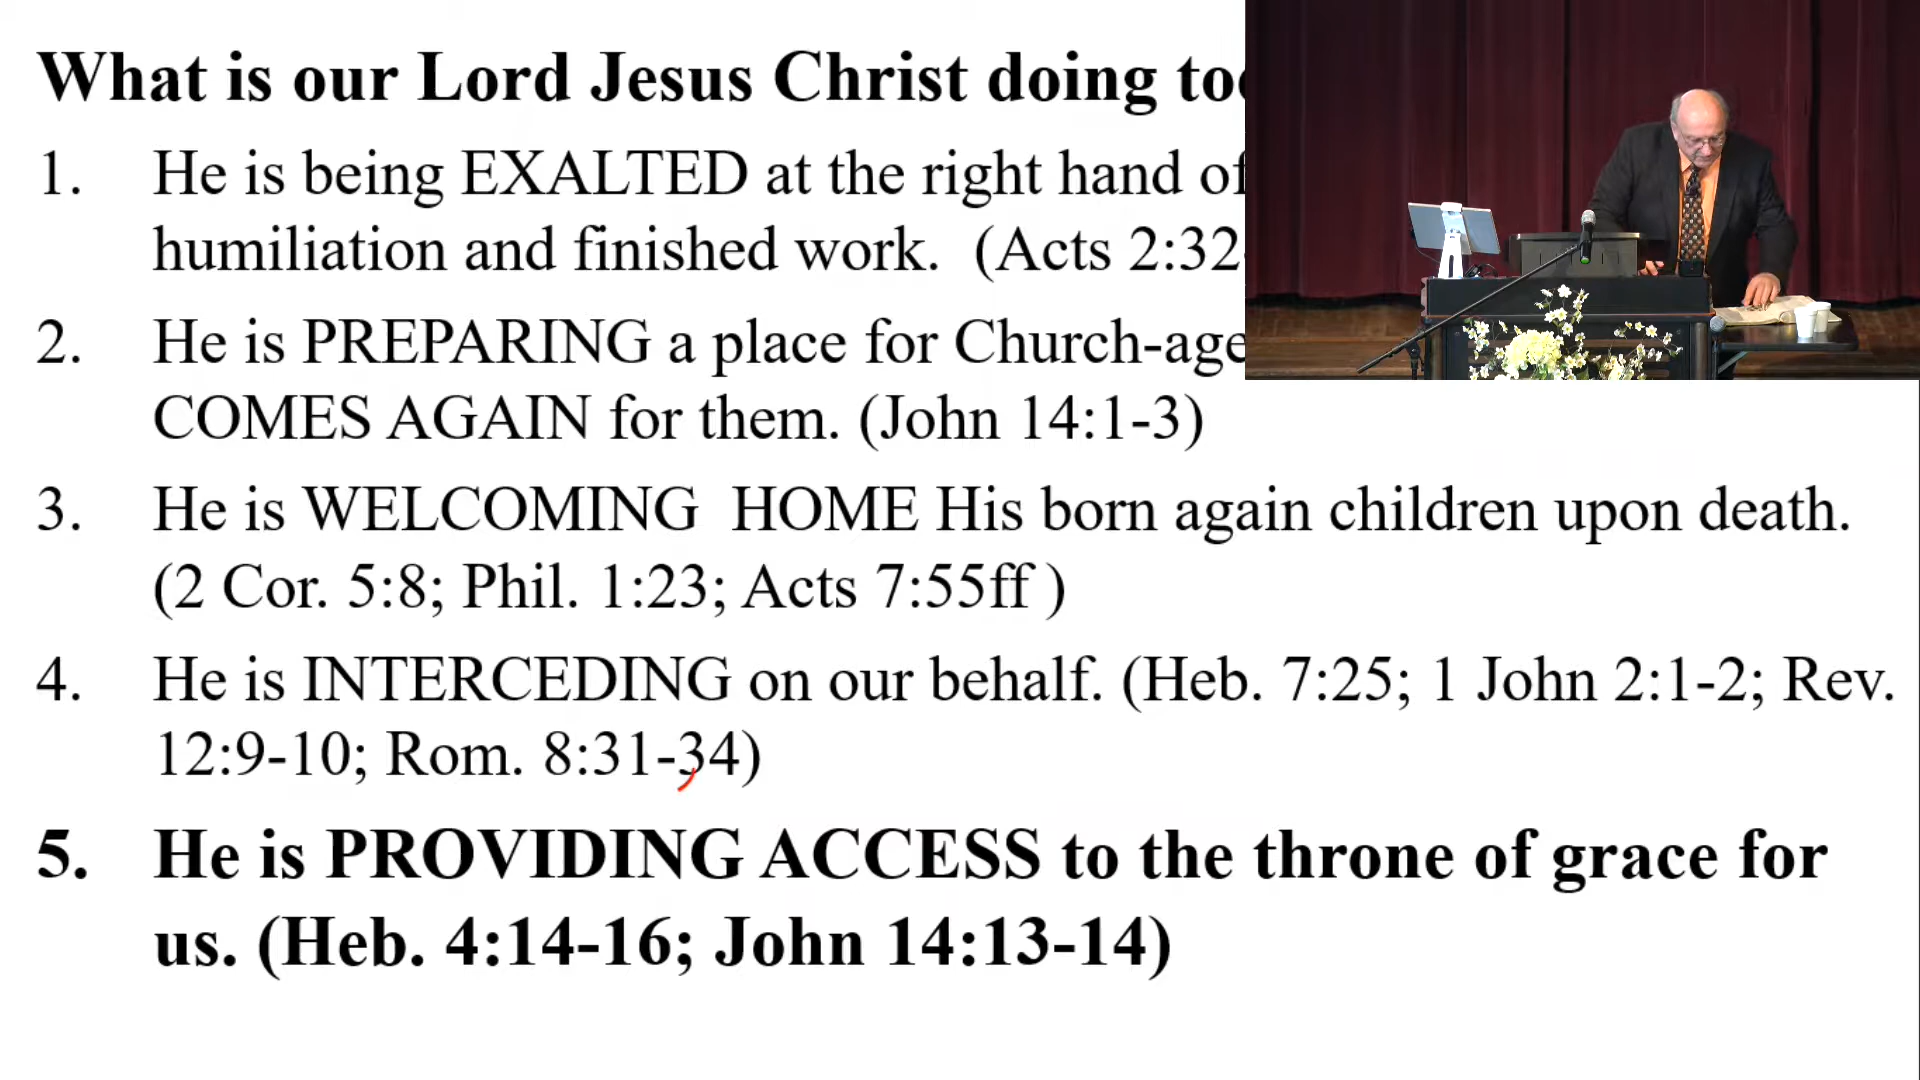 What is our Lord Jesus Christ doing
1. He is being EXALTED at the right hand of
humiliation and finished work. (Acts 2:32
2. He is PREPARING a place for Church-age
COMES AGAIN for them. (John 14:1-3)
3. He is WELCOMING HOME His born again children upon death.
(2 Cor. 5:8; Phil. 1:23; Acts 7:55ff )
4. He is INTERCEDING on our behalf. (Heb. 7:25; 1 John 2:1-2; Rev.
12:9-10; Rom. 8:31-34)
5. He is PROVIDING ACCESS to the throne of grace for
us. (Heb. 4:14-16; John 14:13-14)